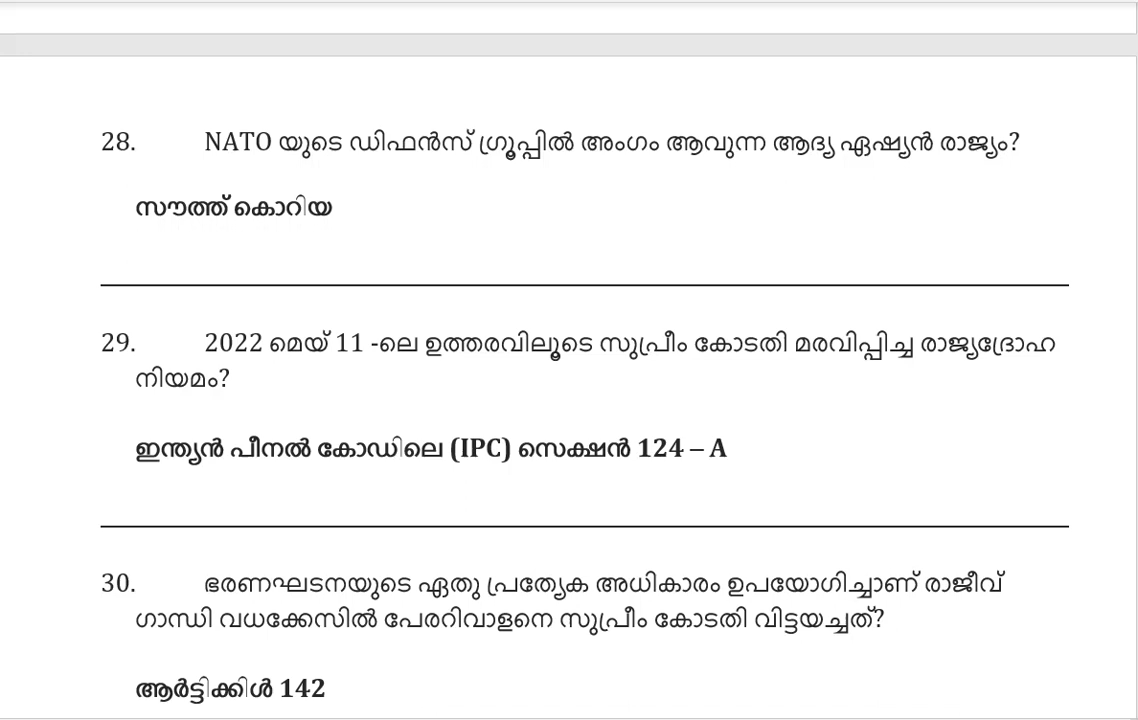 28. NATO യുടെ ഡിഫൻസ് ഗ്രൂപ്പിൽ അംഗം ആവുന്ന ആദ്യ ഏഷ്യൻ രാജ്യം?
സൗത്ത് കൊറിയ
29. 2022 മെയ് 11 -ലെ ഉത്തരവിലൂടെ സുപ്രീം കോടതി മരവിപ്പിച്ച രാജ്യദ്രോഹ
നിയമം?
ഇന്ത്യൻ പീനൽ കോഡിലെ (IPC) സെക്ഷൻ 124 – A
30. ഭരണഘടനയുടെ ഏതു പ്രത്യേക അധികാരം ഉപയോഗിച്ചാണ് രാജീവ്
ഗാന്ധി വധക്കേസിൽ പേരറിവാളനെ സുപ്രീം കോടതി വിട്ടയച്ചത്?
ആർട്ടിക്കിൾ 142